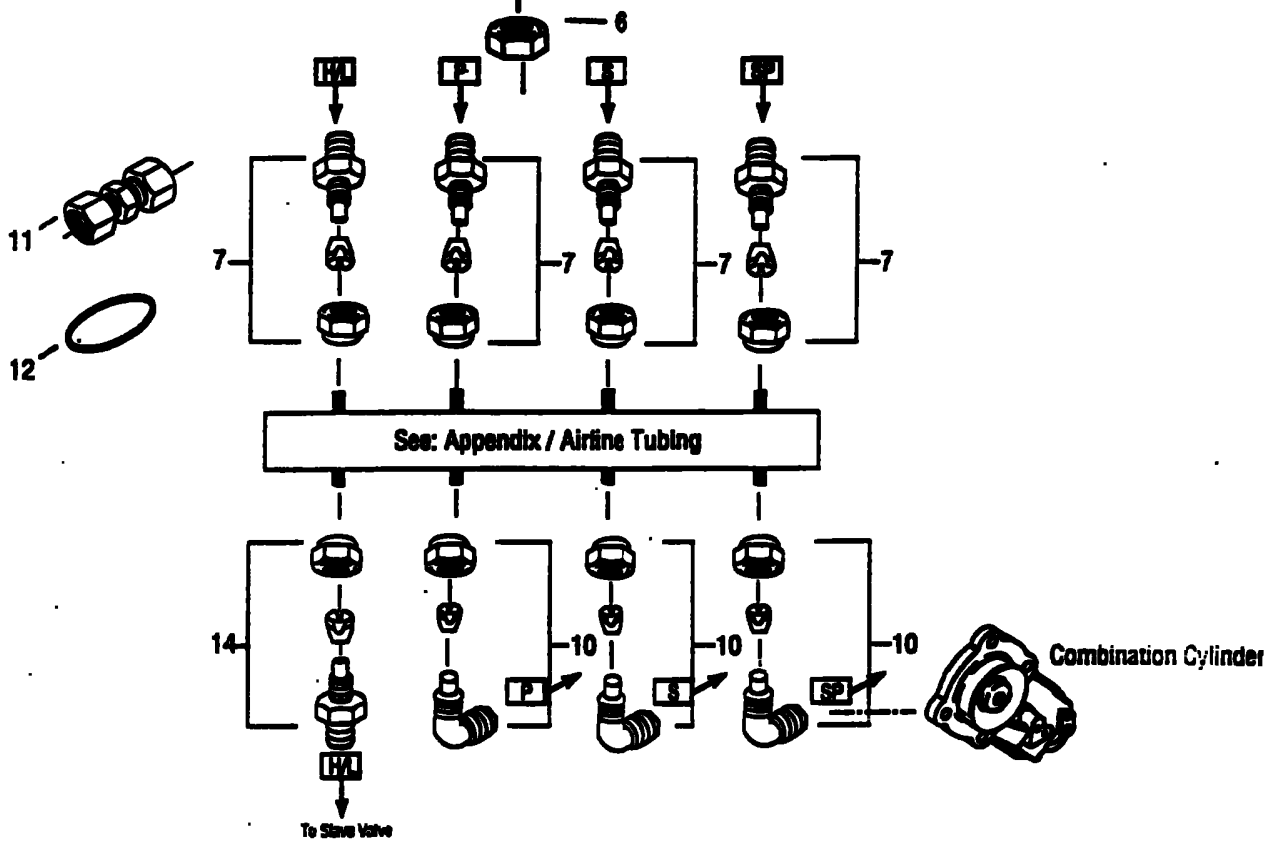 6
H/L P S SP
11
7 7 7 7
12
See: Appendix / Airline Tubing
14 10 10 10
Combination Cylinder
P S SP
H/L
To Slave Valve